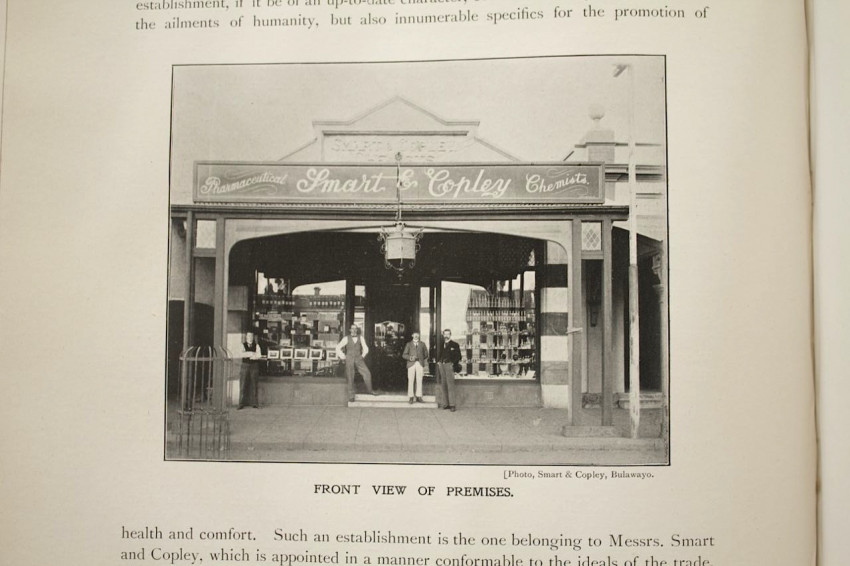 establishment, if it be of an up-to-date character,
the ailments of humanity, but also innumerable specifics for the promotion of
SMART & COPLEY
Pharmaceutical Smart & Copley Chemists.
[Photo, Smart & Copley, Bulawayo.
FRONT VIEW OF PREMISES.
health and comfort. Such an establishment is the one belonging to Messrs. Smart
and Copley, which is appointed in a manner conformable to the ideals of the trade.